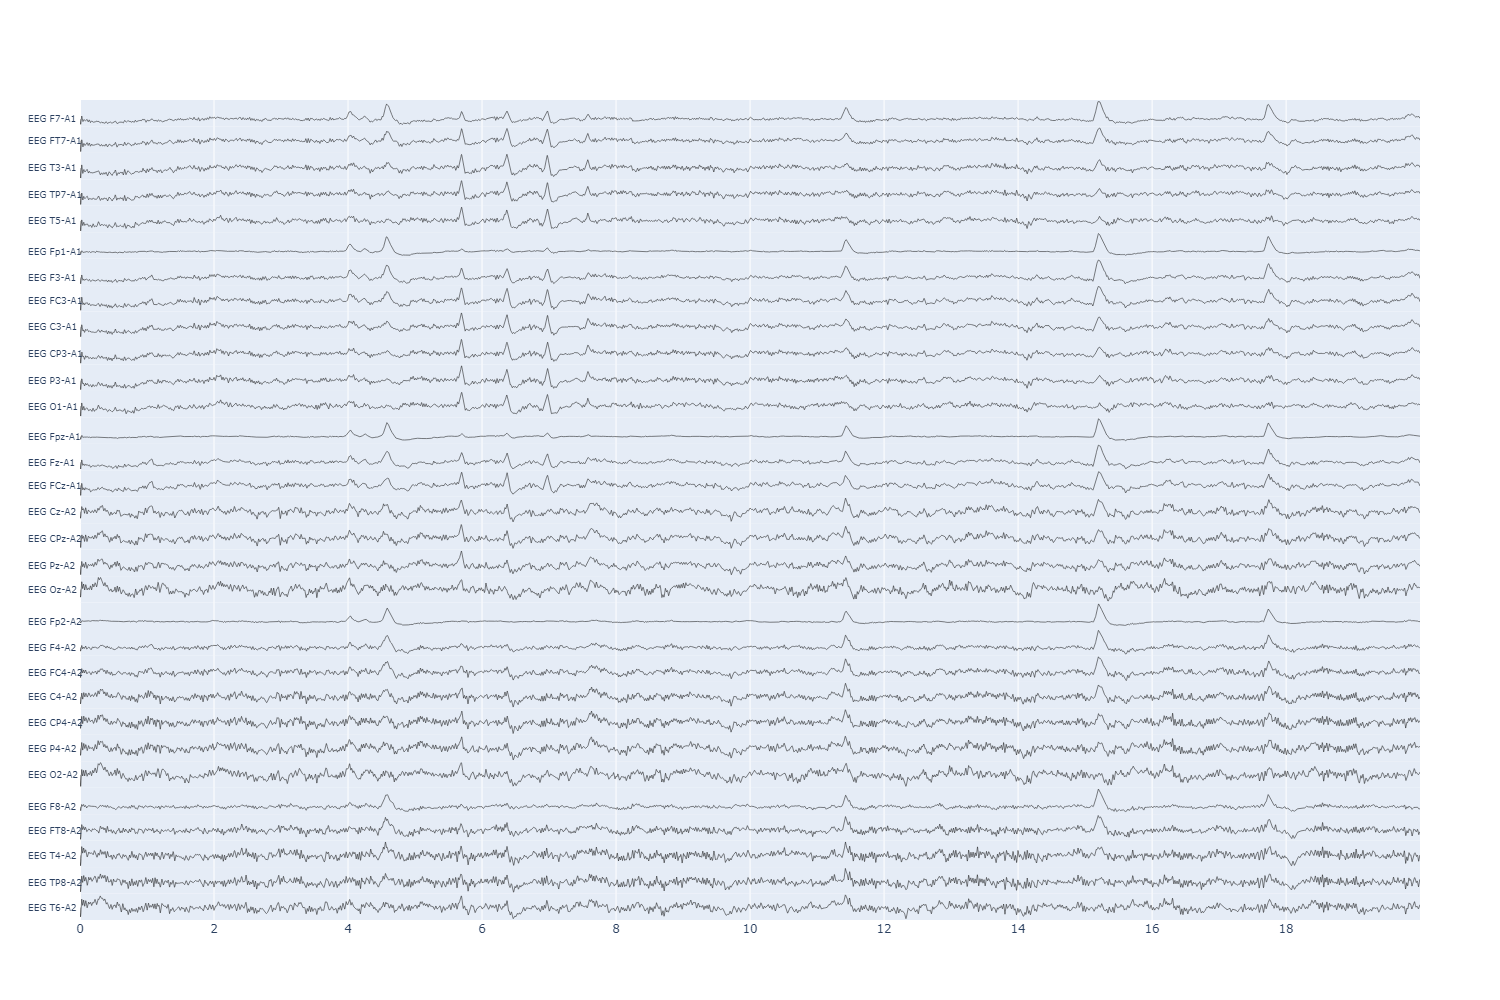 EEG F7-A1
EEG FT7-A1
EEG T3-A1
EEG TP7-A1
EEG T5-A1
EEG Fp1-A1
EEG F3-A1
EEG FC3-A1
EEG C3-A1
EEG CP3-A1
EEG P3-A1
EEG O1-A1
EEG Fpz-A1
EEG Fz-A1
EEG FCz-A1
EEG Cz-A2
EEG CPz-A2
EEG Pz-A2
EEG Oz-A2
EEG Fp2-A2
EEG F4-A2
EEG FC4-A2
EEG C4-A2
EEG CP4-A2
EEG P4-A2
EEG O2-A2
EEG F8-A2
EEG FT8-A2
EEG T4-A2
EEG TP8-A2
EEG T6-A2
0 2 4 6 8 10 12 14 16 18